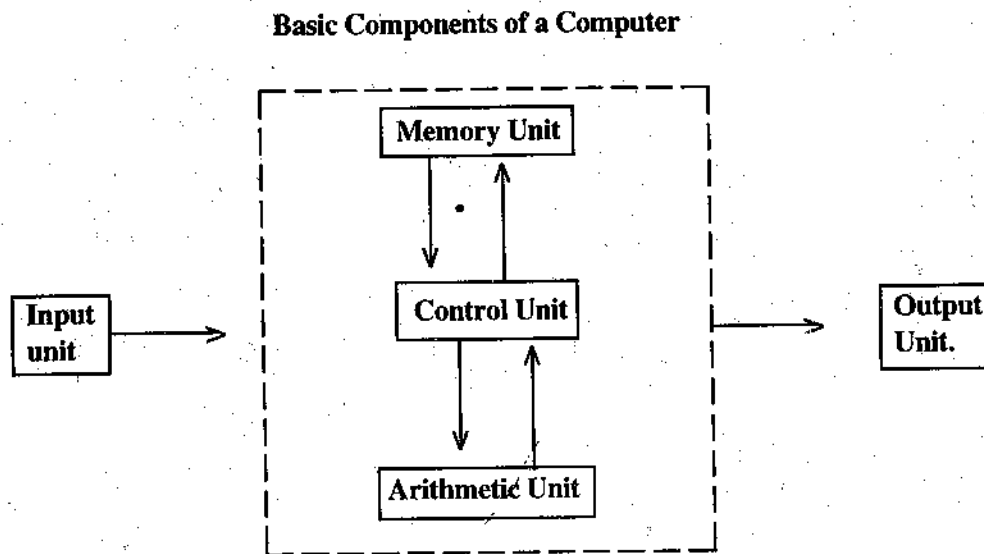 Basic Components of a Computer
Memory Unit
Input
unit
Control Unit
Output
Unit.
Arithmetic Unit